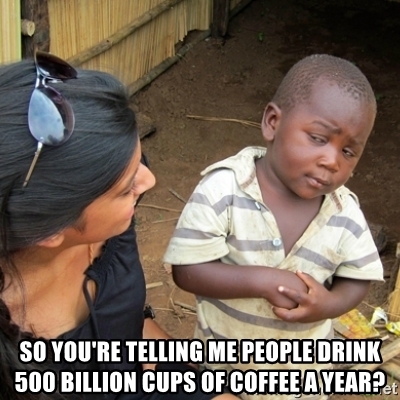 SO YOU'RE TELLING ME PEOPLE DRINK
500 BILLION CUPS OF COFFEE A YEAR?